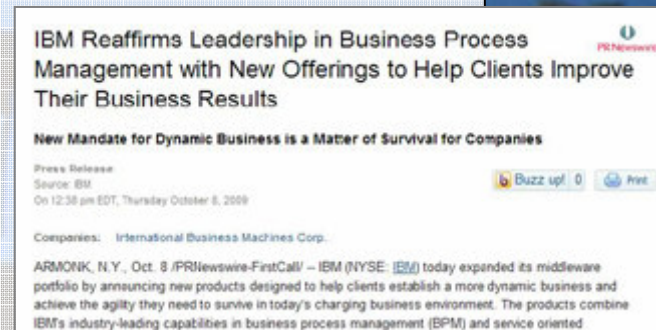 IBM Reaffirms Leadership in Business Process
PRNewswire
Management with New Offerings to Help Clients Improve
Their Business Results
New Mandate for Dynamic Business is a Matter of Survival for Companies
Press Release
Source: IBM
On 12:38 pm EDT, Thursday October 8, 2009
Buzz up! 0
Print
Companies: International Business Machines Corp.
ARMONK, N.Y., Oct. 8 /PRNewswire-FirstCall/ -- IBM (NYSE: IBM) today expanded its middleware
portfolio by announcing new products designed to help clients establish a more dynamic business and
achieve the agility they need to survive in today's changing business environment. The products combine
IBM's industry-leading capabilities in business process management (BPM) and service oriented